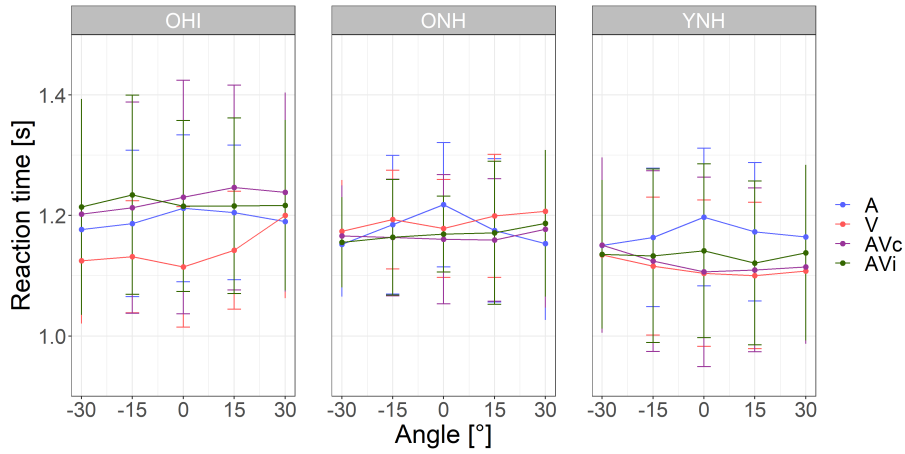 OHI ONH YNH
Reaction time [s]
1.4
1.2
1.0
-30 -15 0 15 30 -30 -15 0 15 30 -30 -15 0 15 30
Angle [°]
A
V
AVc
AVi